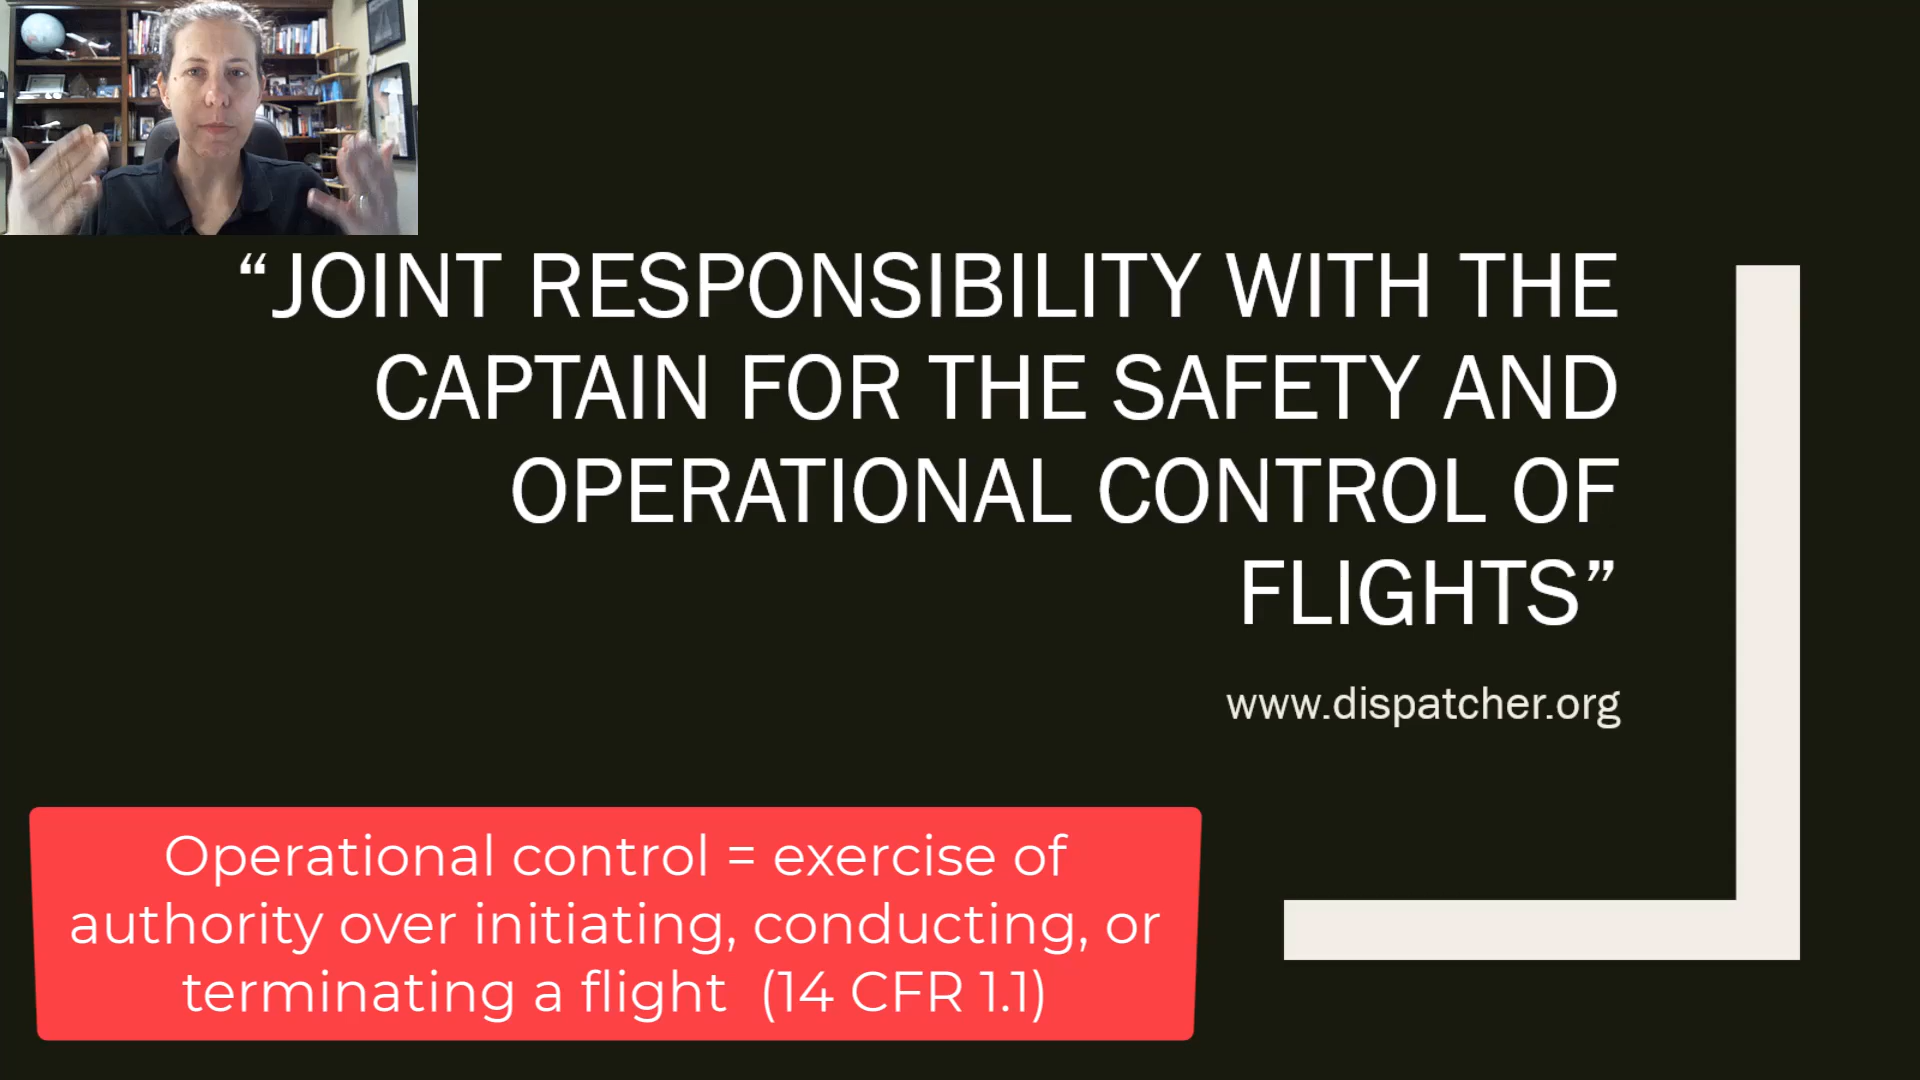 “JOINT RESPONSIBILITY WITH THE
CAPTAIN FOR THE SAFETY AND
OPERATIONAL CONTROL OF
FLIGHTS”
www.dispatcher.org
Operational control = exercise of
authority over initiating, conducting, or
terminating a flight  (14 CFR 1.1)